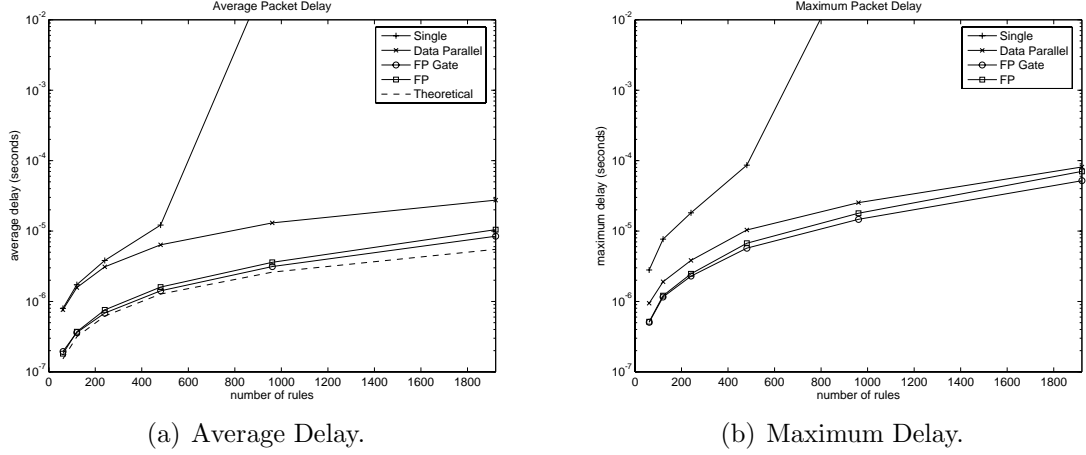 Average Packet Delay
10^-2
10^-3
10^-4
10^-5
10^-6
10^-7
average delay (seconds)
Single
Data Parallel
FP Gate
FP
Theoretical
0 200 400 600 800 1000 1200 1400 1600 1800
number of rules
(a) Average Delay.
Maximum Packet Delay
10^-2
10^-3
10^-4
10^-5
10^-6
10^-7
maximum delay (seconds)
Single
Data Parallel
FP Gate
FP
0 200 400 600 800 1000 1200 1400 1600 1800
number of rules
(b) Maximum Delay.